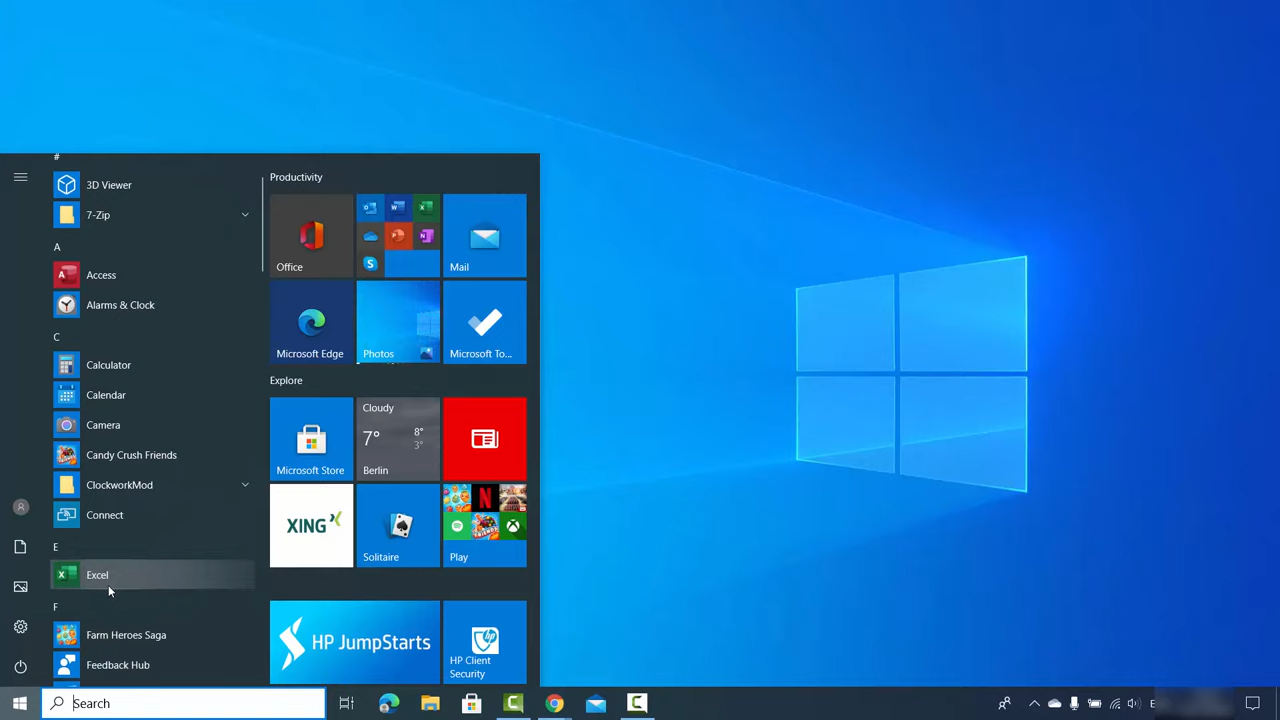 #
3D Viewer
7-Zip
A
Access
Alarms & Clock
C
Calculator
Calendar
Camera
Candy Crush Friends
ClockworkMod
Connect
E
Excel
F
Farm Heroes Saga
Feedback Hub
Productivity
Office
Mail
Microsoft Edge
Photos
Microsoft To...
Explore
Microsoft Store
Cloudy
7°
8°
3°
Berlin
XING
Solitaire
Play
HP JumpStarts
HP Client
Security
Search